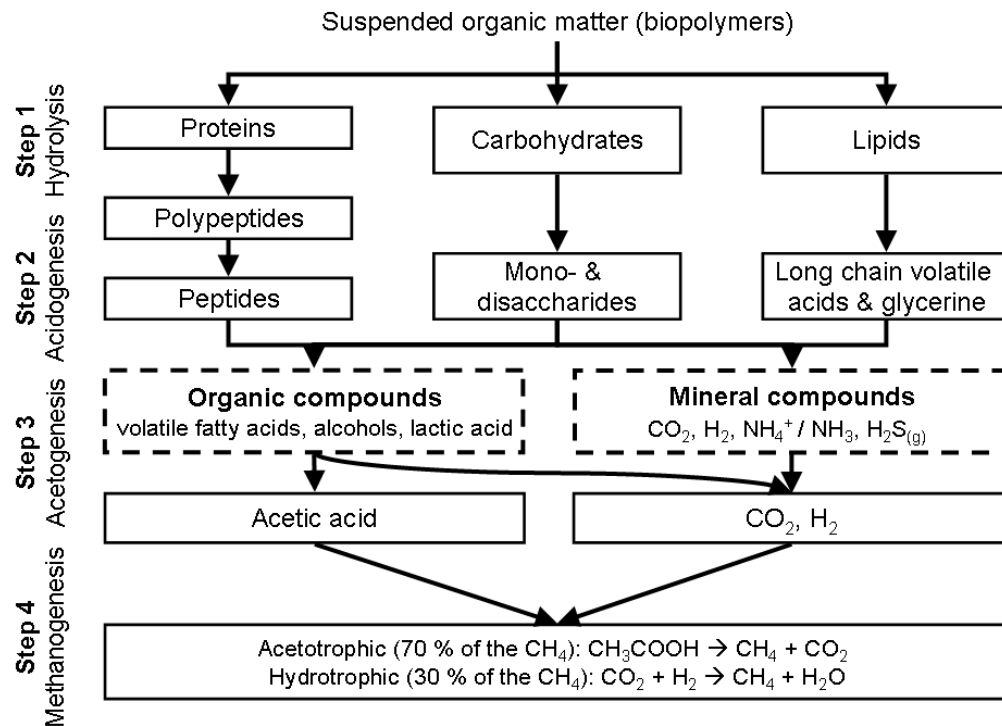 Suspended organic matter (biopolymers)
Step 1
Hydrolysis
Proteins
Carbohydrates
Lipids
Polypeptides
Step 2
Acidogenesis
Peptides
Mono- &
disaccharides
Long chain volatile
acids & glycerine
Step 3
Acetogenesis
Organic compounds
volatile fatty acids, alcohols, lactic acid
Mineral compounds
CO₂, H₂, NH₄⁺ / NH₃, H₂S₍g₎
Acetic acid
CO₂, H₂
Step 4
Methanogenesis
Acetotrophic (70 % of the CH₄): CH₃COOH → CH₄ + CO₂
Hydrotrophic (30 % of the CH₄): CO₂ + H₂ → CH₄ + H₂O